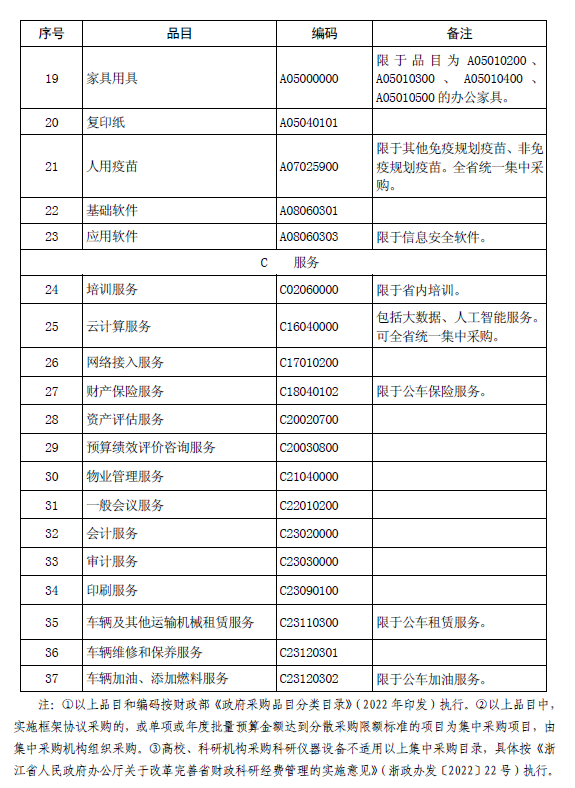 序号 品目 编码 备注
19 家具用具 A05000000 限于品目为A05010200、
A05010300、A05010400、
A05010500的办公家具。
20 复印纸 A05040101
21 人用疫苗 A07025900 限于其他免疫规划疫苗、非免
疫规划疫苗。全省统一集中采
购。
22 基础软件 A08060301
23 应用软件 A08060303 限于信息安全软件。
C 服务
24 培训服务 C02060000 限于省内培训。
25 云计算服务 C16040000 包括大数据、人工智能服务。
可全省统一集中采购。
26 网络接入服务 C17010200
27 财产保险服务 C18040102 限于公车保险服务。
28 资产评估服务 C20020700
29 预算绩效评价咨询服务 C20030800
30 物业管理服务 C21040000
31 一般会议服务 C22010200
32 会计服务 C23020000
33 审计服务 C23030000
34 印刷服务 C23090100
35 车辆及其他运输机械租赁服务 C23110300 限于公车租赁服务。
36 车辆维修和保养服务 C23120301
37 车辆加油、添加燃料服务 C23120302 限于公车加油服务。
注：①以上品目和编码按财政部《政府采购品目分类目录》（2022年印发）执行。②以上品目中，
实施框架协议采购的，或单项或年度批量预算金额达到分散采购限额标准的项目为集中采购项目，由
集中采购机构组织采购。③高校、科研机构采购科研仪器设备不适用以上集中采购目录，具体按《浙
江省人民政府办公厅关于改革完善省财政科研经费管理的实施意见》（浙政办发〔2022〕22号）执行。